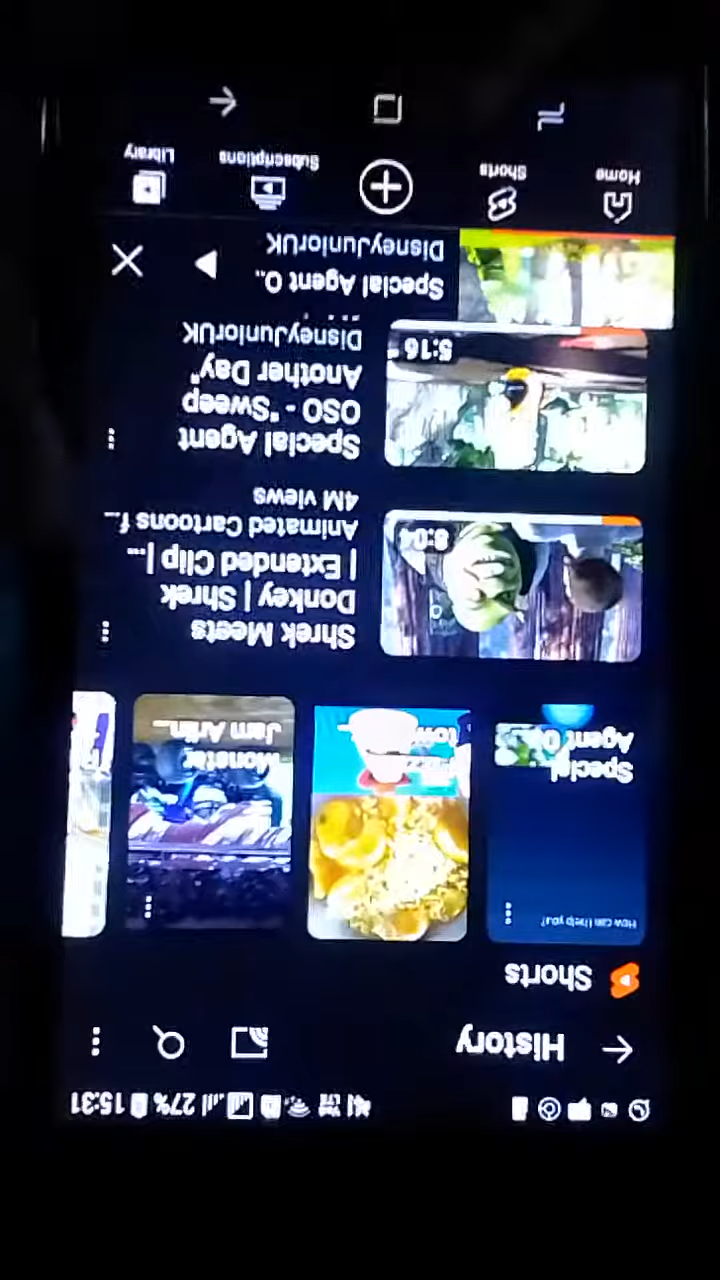 15:31
27%
History
Shorts
How can I help you?
Special
Agent
Monster
Jam
Shrek Meets
Donkey | Shrek
| Extended Clip |...
Animated Cartoons f...
4M views
8:04
Special Agent
OSO - "Sweep
Another Day"
DisneyJuniorUK
5:16
Special Agent O..
DisneyJuniorUK
Home
Shorts
Subscriptions
Library